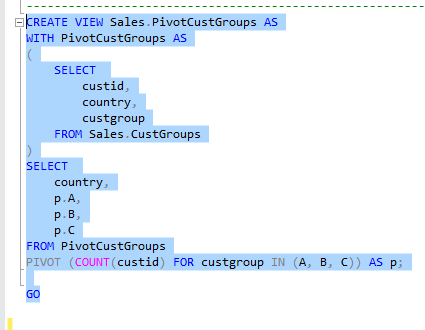 CREATE VIEW Sales.PivotCustGroups AS
WITH PivotCustGroups AS
(
SELECT
custid,
country,
custgroup
FROM Sales.CustGroups
)
SELECT
country,
p.A,
p.B,
p.C
FROM PivotCustGroups
PIVOT (COUNT(custid) FOR custgroup IN (A, B, C)) AS p;
GO